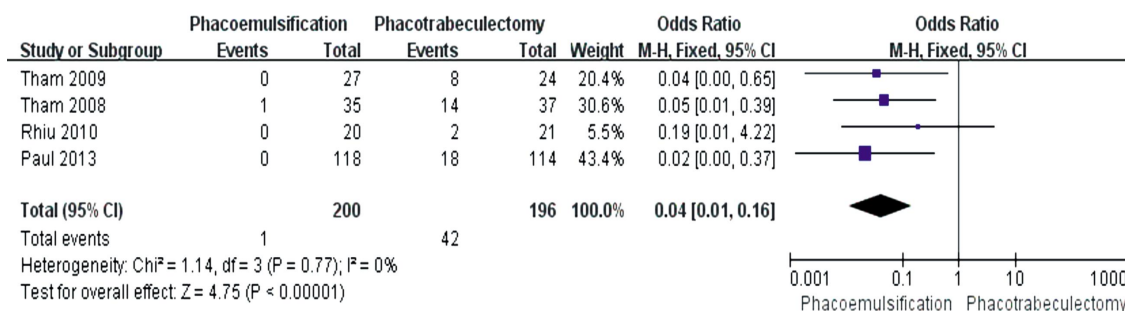 Phacoemulsification Phacotrabeculectomy Odds Ratio Odds Ratio
Study or Subgroup Events Total Events Total Weight M-H, Fixed, 95% CI M-H, Fixed, 95% CI
Tham 2009 0 27 8 24 20.4% 0.04 [0.00, 0.65]
Tham 2008 1 35 14 37 30.6% 0.05 [0.01, 0.39]
Rhiu 2010 0 20 2 21 5.5% 0.19 [0.01, 4.22]
Paul 2013 0 118 18 114 43.4% 0.02 [0.00, 0.37]
Total (95% CI) 200 196 100.0% 0.04 [0.01, 0.16]
Total events 1 42
Heterogeneity: Chi² = 1.14, df = 3 (P = 0.77); I² = 0%
Test for overall effect: Z = 4.75 (P < 0.00001)
0.001 0.1 1 10 1000
Phacoemulsification Phacotrabeculectomy